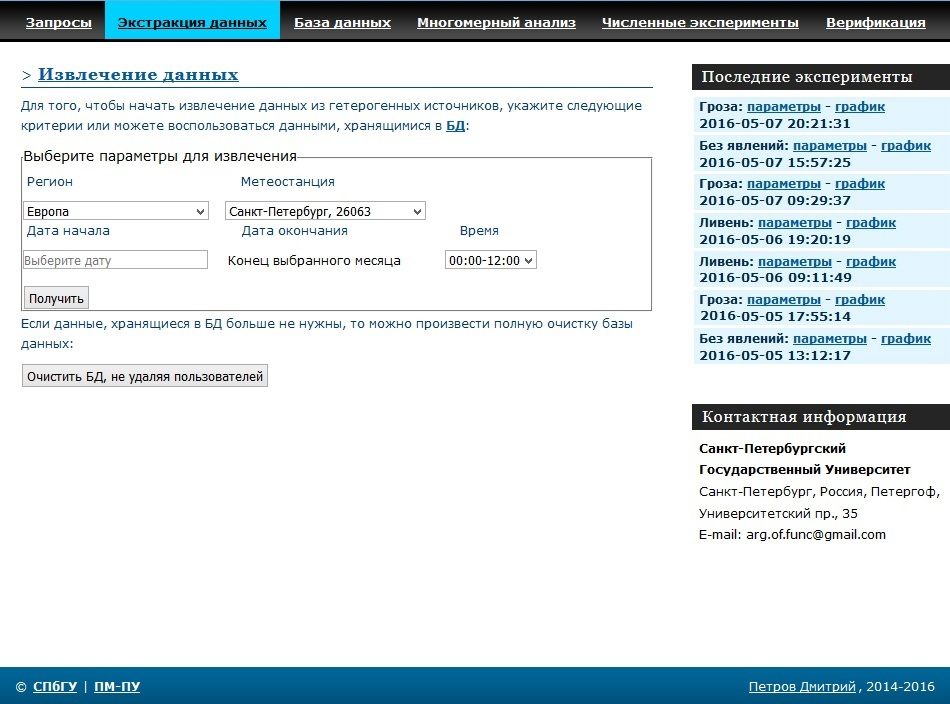 Запросы Экстракция данных База данных Многомерный анализ Численные эксперименты Верификация
> Извлечение данных
Для того, чтобы начать извлечение данных из гетерогенных источников, укажите следующие
критерии или можете воспользоваться данными, хранящимися в БД:
Выберите параметры для извлечения
Регион Метеостанция
Европа Санкт-Петербург, 26063
Дата начала Дата окончания Время
Выберите дату Конец выбранного месяца 00:00-12:00
Получить
Если данные, хранящиеся в БД больше не нужны, то можно произвести полную очистку базы
данных:
Очистить БД, не удаляя пользователей
Последние эксперименты
Гроза: параметры - график
2016-05-07 20:21:31
Без явлений: параметры - график
2016-05-07 15:57:25
Гроза: параметры - график
2016-05-07 09:29:37
Ливень: параметры - график
2016-05-06 19:20:19
Ливень: параметры - график
2016-05-06 09:11:49
Гроза: параметры - график
2016-05-05 17:55:14
Без явлений: параметры - график
2016-05-05 13:12:17
Контактная информация
Санкт-Петербургский
Государственный Университет
Санкт-Петербург, Россия, Петергоф,
Университетский пр., 35
E-mail: arg.of.func@gmail.com
© СПбГУ | ПМ-ПУ Петров Дмитрий, 2014-2016